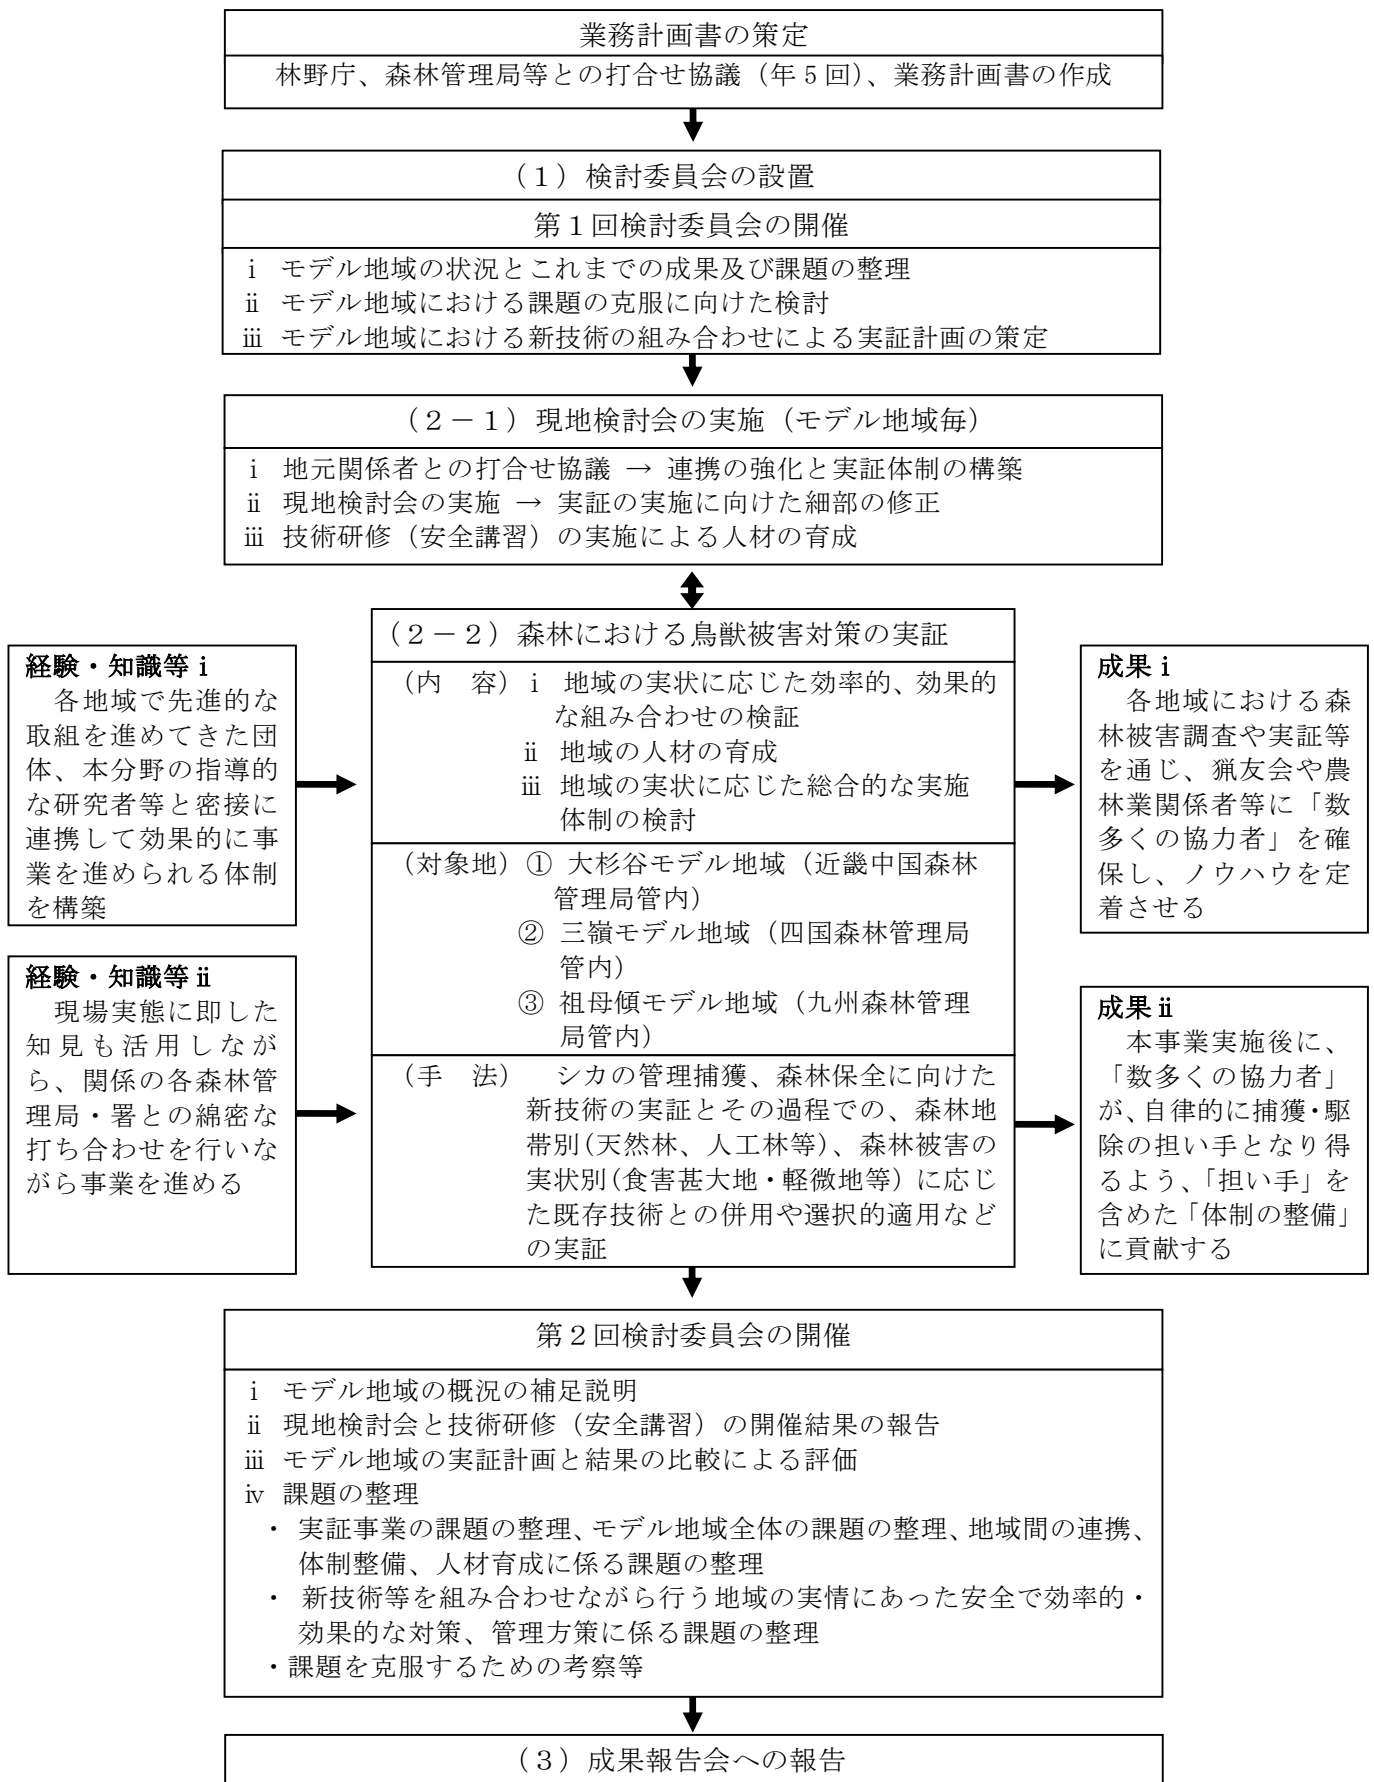 業務計画書の策定
林野庁、森林管理局等との打合せ協議（年５回）、業務計画書の作成
（１）検討委員会の設置
第１回検討委員会の開催
ⅰ モデル地域の状況とこれまでの成果及び課題の整理
ⅱ モデル地域における課題の克服に向けた検討
ⅲ モデル地域における新技術の組み合わせによる実証計画の策定
（２－１）現地検討会の実施（モデル地域毎）
ⅰ 地元関係者との打合せ協議 → 連携の強化と実証体制の構築
ⅱ 現地検討会の実施 → 実証の実施に向けた細部の修正
ⅲ 技術研修（安全講習）の実施による人材の育成
経験・知識等ⅰ
各地域で先進的な
取組を進めてきた団
体、本分野の指導的
な研究者等と密接に
連携して効果的に事
業を進められる体制
を構築
経験・知識等ⅱ
現場実態に即した
知見も活用しなが
ら、関係の各森林管
理局・署との綿密な
打ち合わせを行いな
がら事業を進める
（２－２）森林における鳥獣被害対策の実証
（内　容）ⅰ 地域の実状に応じた効率的、効果的
な組み合わせの検証
ⅱ 地域の人材の育成
ⅲ 地域の実状に応じた総合的な実施
体制の検討
（対象地）① 大杉谷モデル地域（近畿中国森林
管理局管内）
② 三嶺モデル地域（四国森林管理局
管内）
③ 祖母傾モデル地域（九州森林管理
局管内）
（手　法）　シカの管理捕獲、森林保全に向けた
新技術の実証とその過程での、森林地
帯別（天然林、人工林等）、森林被害の
実状別（食害甚大地・軽微地等）に応じ
た既存技術との併用や選択的適用など
の実証
成果ⅰ
各地域における森
林被害調査や実証等
を通じ、猟友会や農
林業関係者等に「数
多くの協力者」を確
保し、ノウハウを定
着させる
成果ⅱ
本事業実施後に、
「数多くの協力者」
が、自律的に捕獲・駆
除の担い手となり得
るよう、「担い手」を
含めた「体制の整備」
に貢献する
第２回検討委員会の開催
ⅰ モデル地域の概況の補足説明
ⅱ 現地検討会と技術研修（安全講習）の開催結果の報告
ⅲ モデル地域の実証計画と結果の比較による評価
ⅳ 課題の整理
・ 実証事業の課題の整理、モデル地域全体の課題の整理、地域間の連携、
体制整備、人材育成に係る課題の整理
・ 新技術等を組み合わせながら行う地域の実情にあった安全で効率的・
効果的な対策、管理方策に係る課題の整理
・課題を克服するための考察等
（３）成果報告会への報告